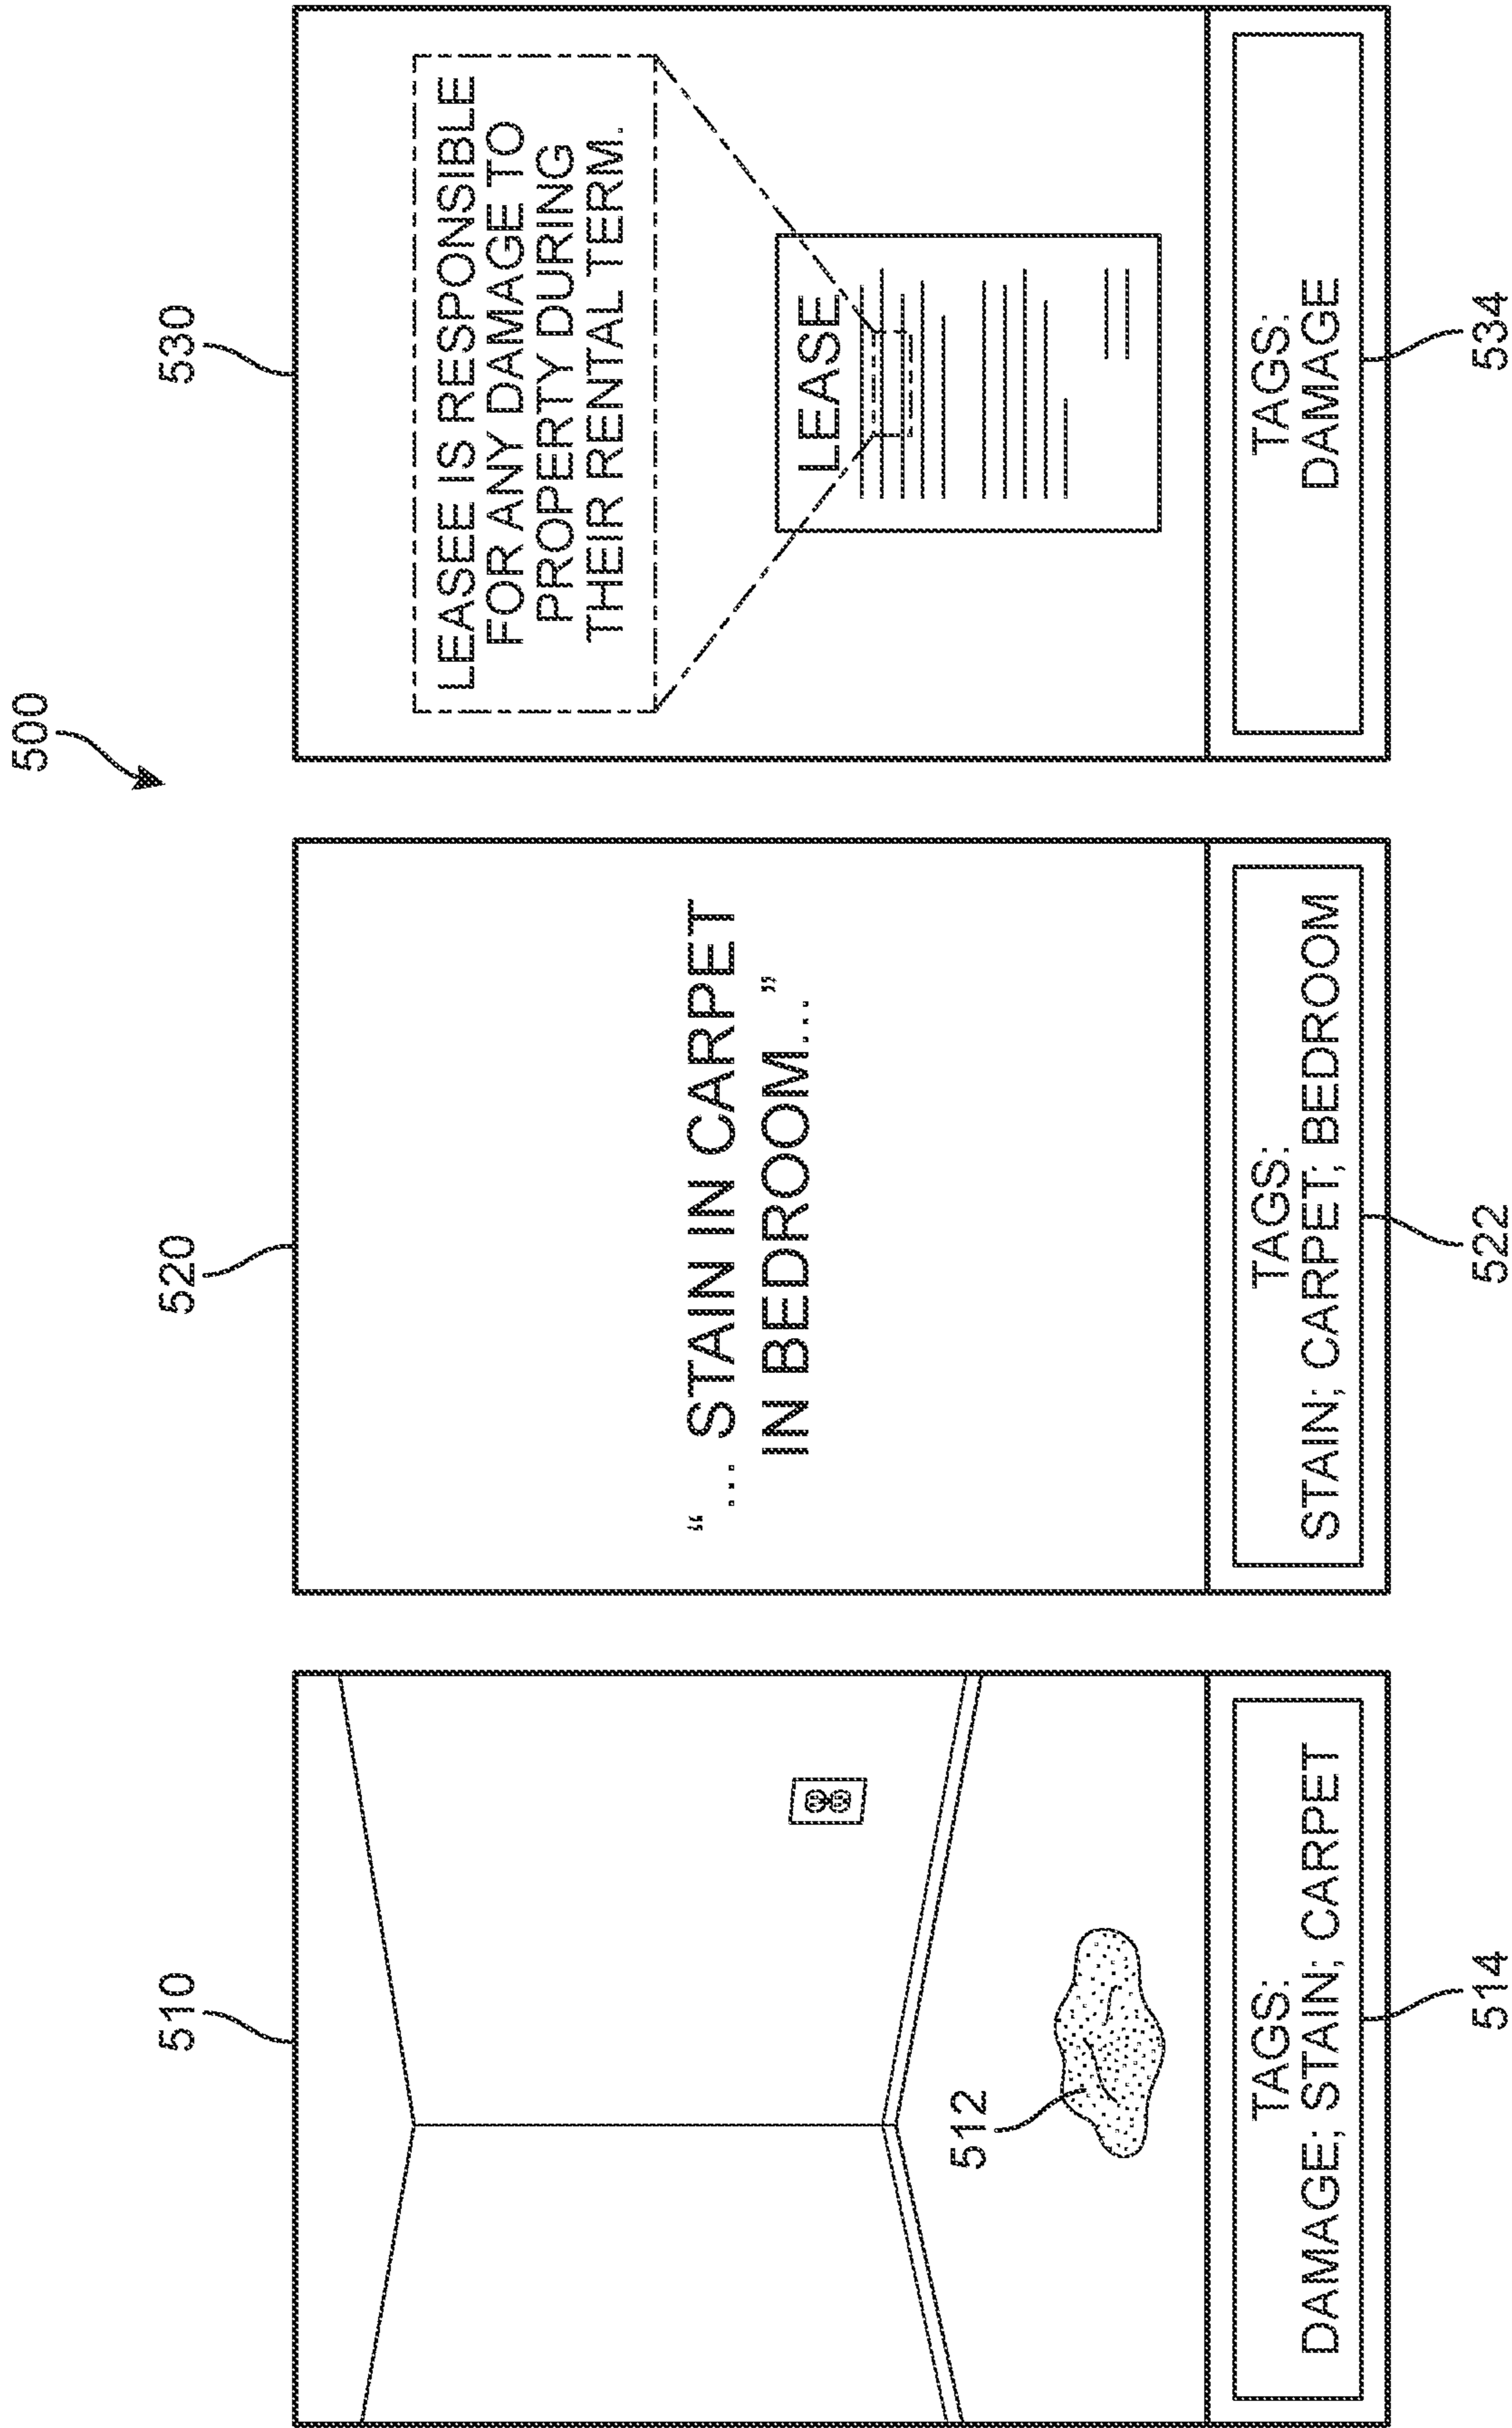 500
510
520
530
512
“... STAIN IN CARPET
IN BEDROOM...”
LEASEE IS RESPONSIBLE
FOR ANY DAMAGE TO
PROPERTY DURING
THEIR RENTAL TERM.
LEASE
TAGS:
DAMAGE; STAIN; CARPET
TAGS:
STAIN; CARPET; BEDROOM
TAGS:
DAMAGE
514
522
534